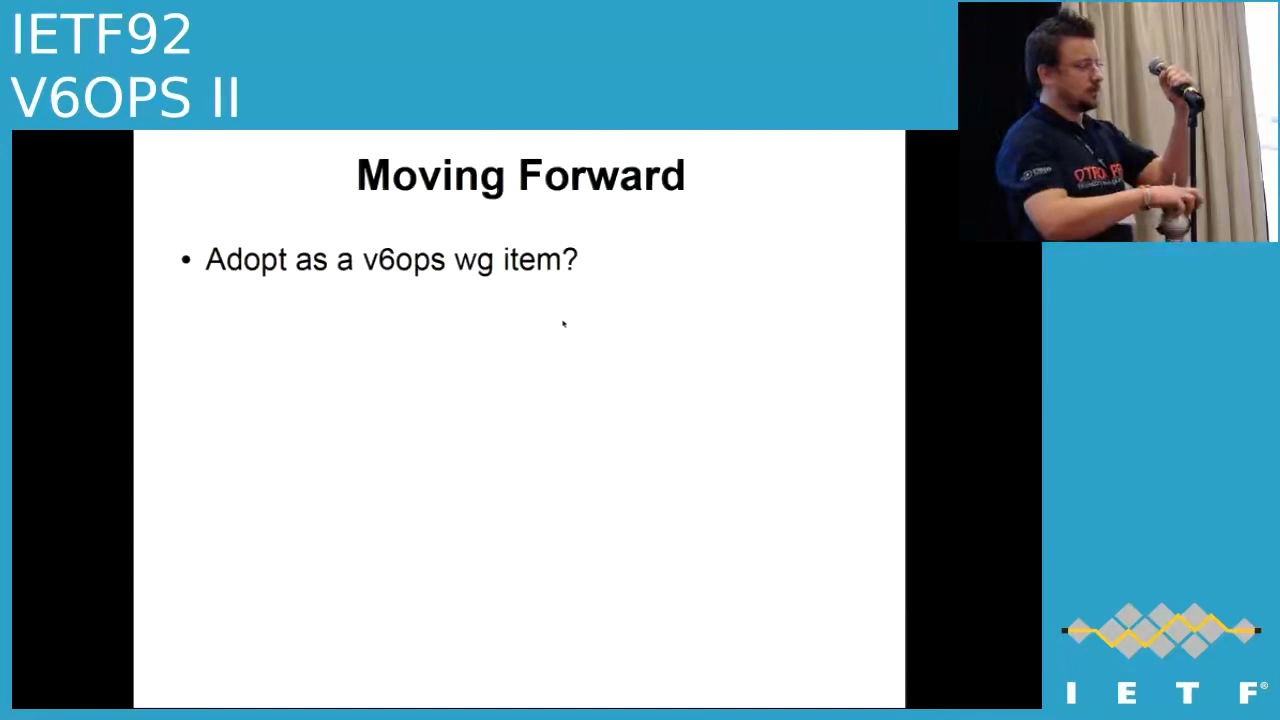 IETF92
V6OPS II
Moving Forward
• Adopt as a v6ops wg item?
I E T F®